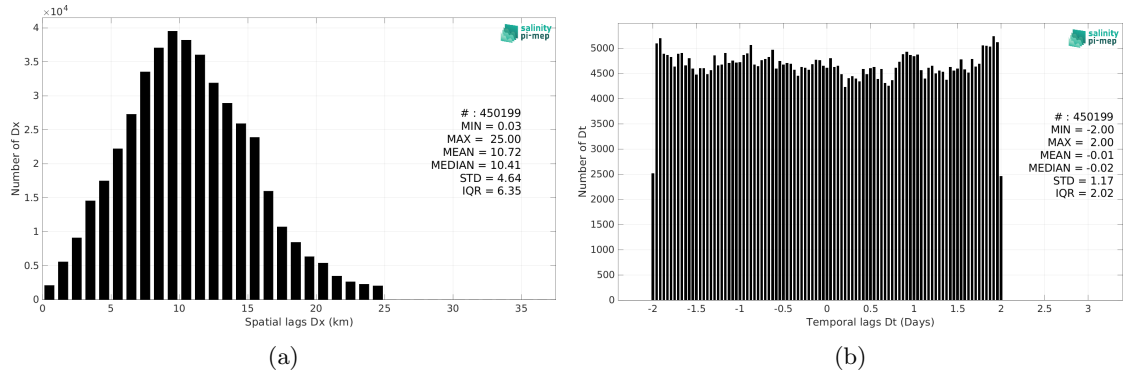 ×10⁴
4
3.5
3
2.5
2
1.5
1
0.5
0
Number of Dx
0 5 10 15 20 25 30 35
Spatial lags Dx (km)
salinity
pi-mep
# : 450199
MIN = 0.03
MAX = 25.00
MEAN = 10.72
MEDIAN = 10.41
STD = 4.64
IQR = 6.35
(a)
5000
4500
4000
3500
3000
2500
2000
1500
1000
500
0
Number of Dt
-2 -1.5 -1 -0.5 0 0.5 1 1.5 2 2.5 3
Temporal lags Dt (Days)
salinity
pi-mep
# : 450199
MIN = -2.00
MAX = 2.00
MEAN = -0.01
MEDIAN = -0.02
STD = 1.17
IQR = 2.02
(b)